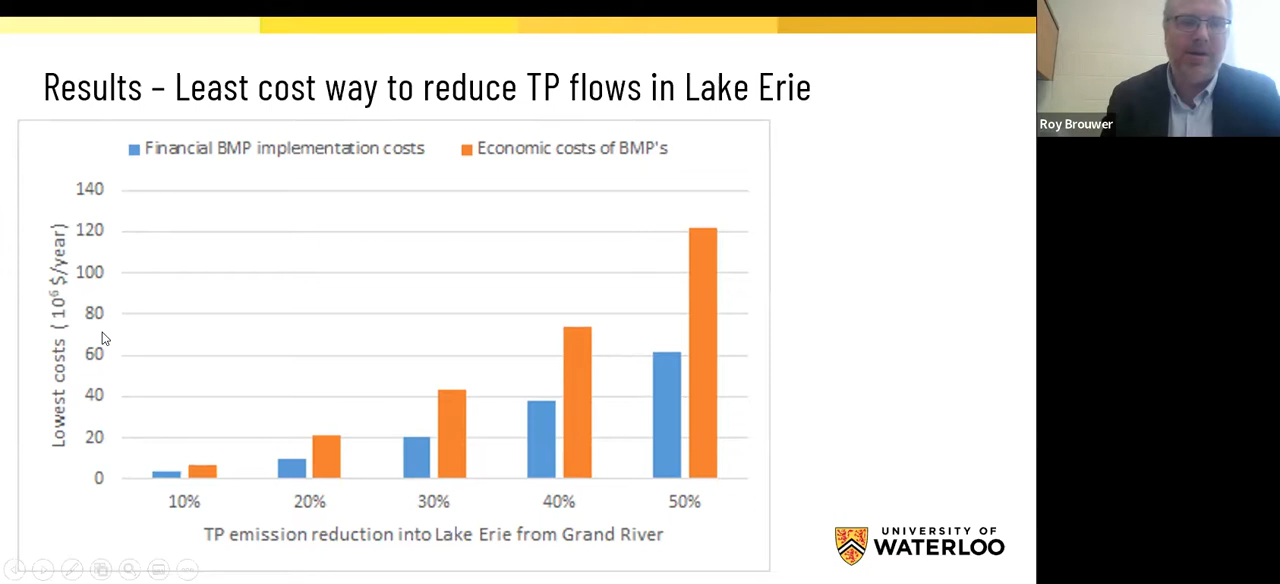 Results – Least cost way to reduce TP flows in Lake Erie
Roy Brouwer
Financial BMP implementation costs
Economic costs of BMP's
Lowest costs ( 10⁶ $/year)
140
120
100
80
60
40
20
0
10% 20% 30% 40% 50%
TP emission reduction into Lake Erie from Grand River
UNIVERSITY OF
WATERLOO